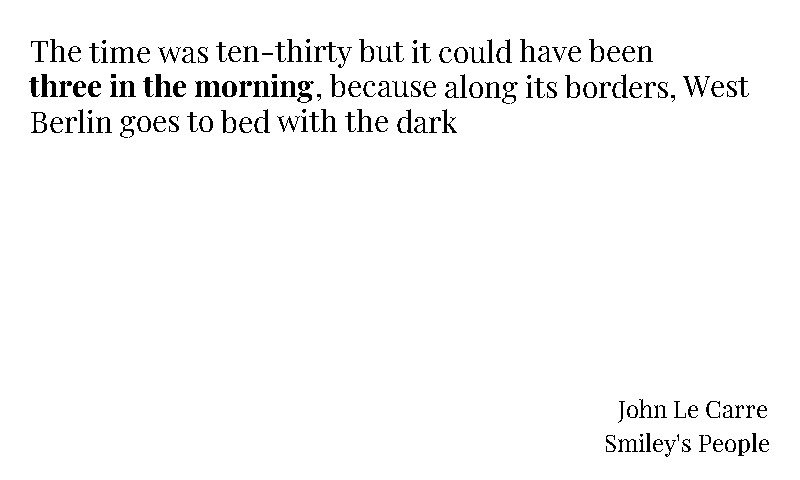 The time was ten-thirty but it could have been
three in the morning, because along its borders, West
Berlin goes to bed with the dark
John Le Carre
Smiley's People